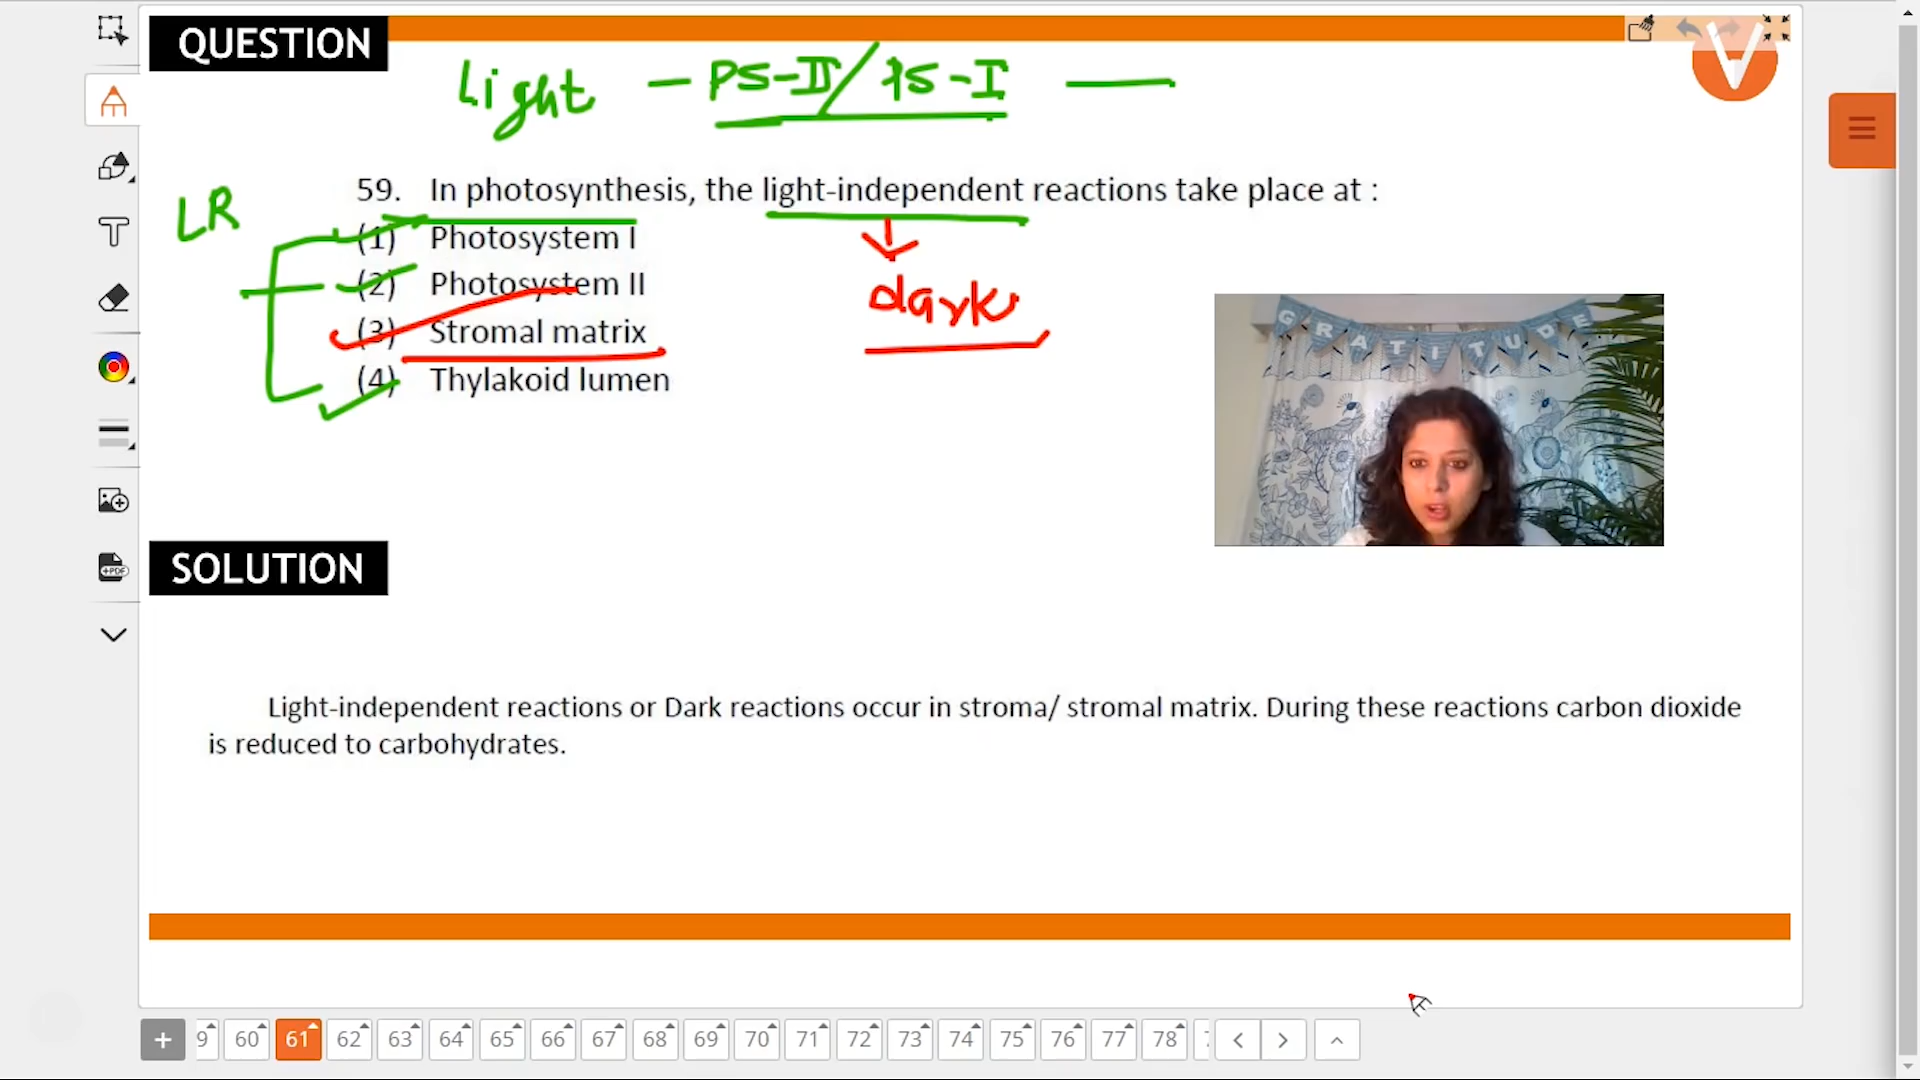 QUESTION
Light — PS-II / PS-I —
59. In photosynthesis, the light-independent reactions take place at :
LR
(1) Photosystem I
(2) Photosystem II
dark
(3) Stromal matrix
(4) Thylakoid lumen
GRATITUDE
SOLUTION
Light-independent reactions or Dark reactions occur in stroma/ stromal matrix. During these reactions carbon dioxide
is reduced to carbohydrates.
+PDF
+ 9 60 61 62 63 64 65 66 67 68 69 70 71 72 73 74 75 76 77 78